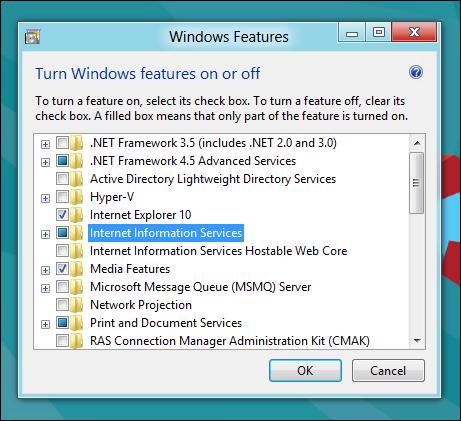 Windows Features
Turn Windows features on or off
To turn a feature on, select its check box. To turn a feature off, clear its
check box. A filled box means that only part of the feature is turned on.
.NET Framework 3.5 (includes .NET 2.0 and 3.0)
.NET Framework 4.5 Advanced Services
Active Directory Lightweight Directory Services
Hyper-V
Internet Explorer 10
Internet Information Services
Internet Information Services Hostable Web Core
Media Features
Microsoft Message Queue (MSMQ) Server
Network Projection
Print and Document Services
RAS Connection Manager Administration Kit (CMAK)
OK Cancel